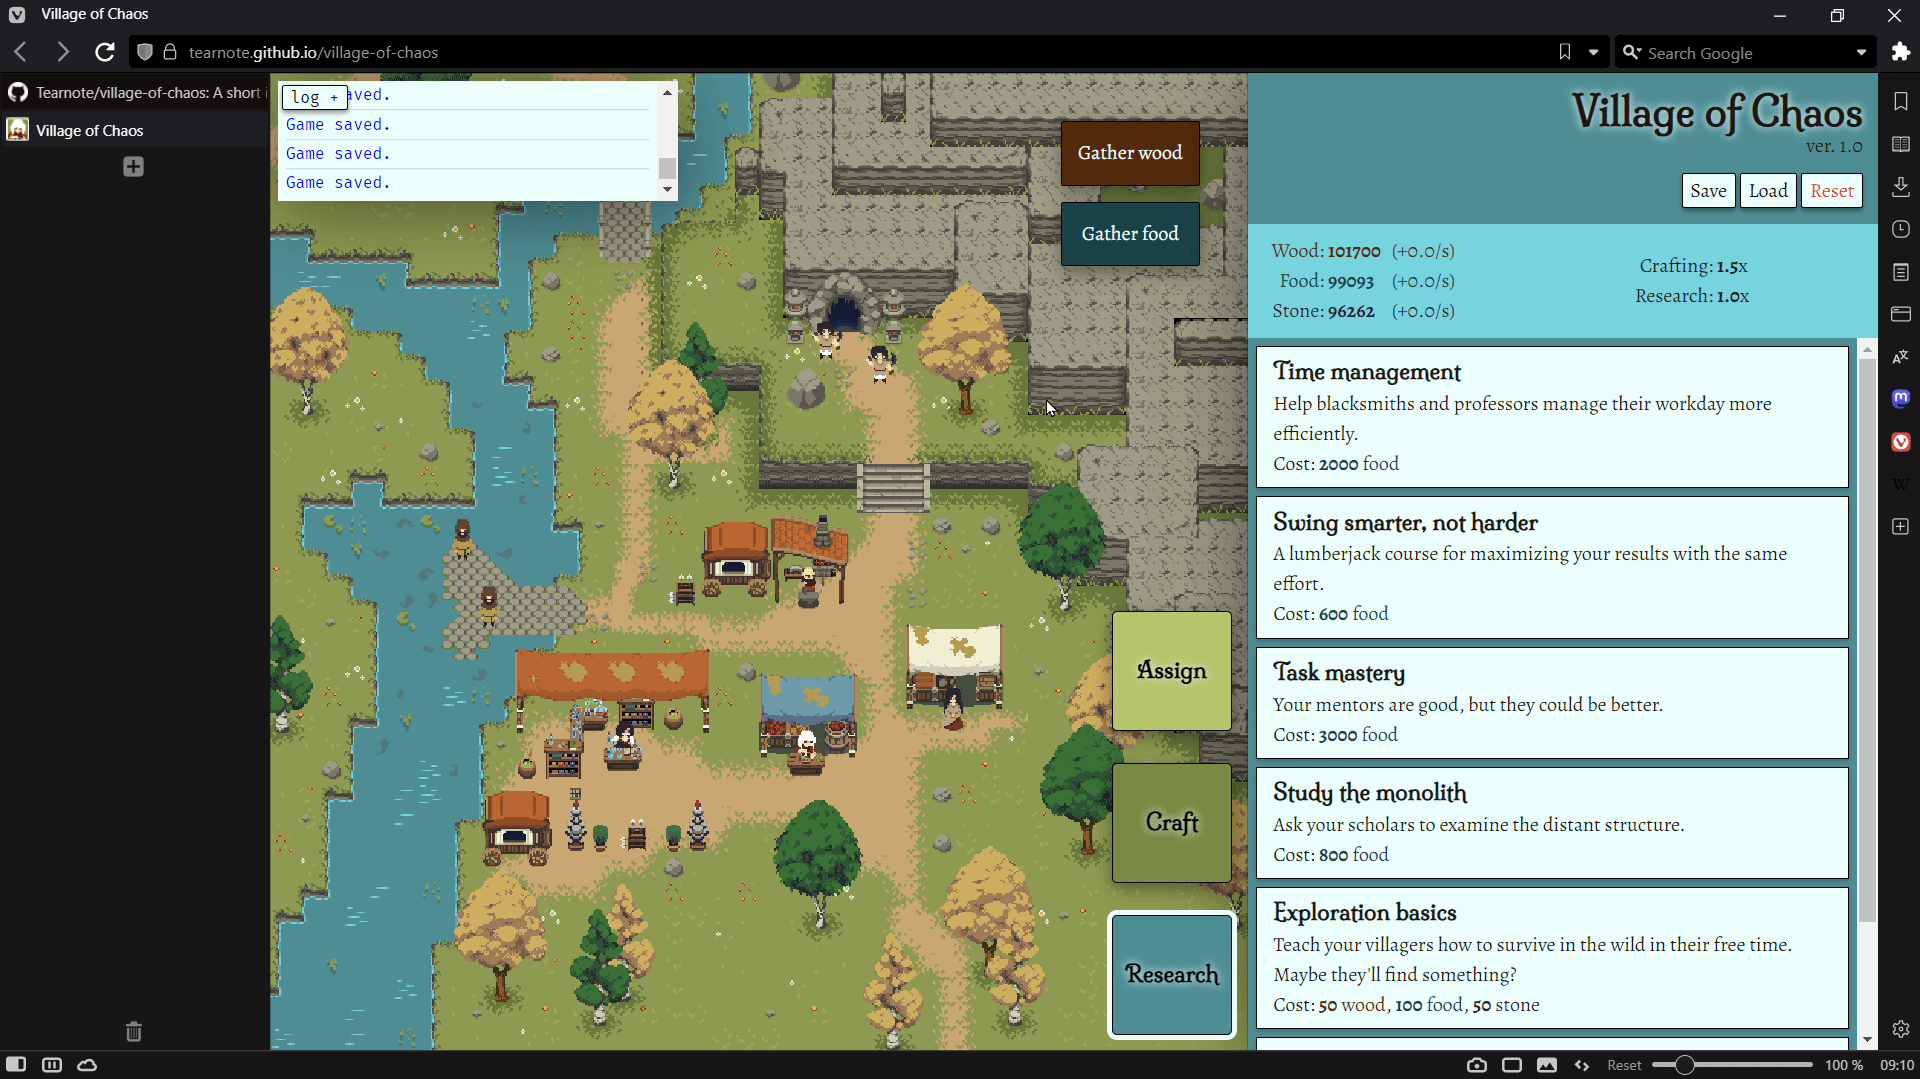 Village of Chaos
tearnote.github.io/village-of-chaos
Search Google
Tearnote/village-of-chaos: A short
Village of Chaos
log +
aved.
Game saved.
Game saved.
Game saved.
Gather wood
Gather food
Assign
Craft
Research
Village of Chaos
ver. 1.0
Save Load Reset
Wood: 101700 (+0.0/s)
Food: 99093 (+0.0/s)
Stone: 96262 (+0.0/s)
Crafting: 1.5x
Research: 1.0x
Time management
Help blacksmiths and professors manage their workday more
efficiently.
Cost: 2000 food
Swing smarter, not harder
A lumberjack course for maximizing your results with the same
effort.
Cost: 600 food
Task mastery
Your mentors are good, but they could be better.
Cost: 3000 food
Study the monolith
Ask your scholars to examine the distant structure.
Cost: 800 food
Exploration basics
Teach your villagers how to survive in the wild in their free time.
Maybe they'll find something?
Cost: 50 wood, 100 food, 50 stone
Reset
100 %
09:10